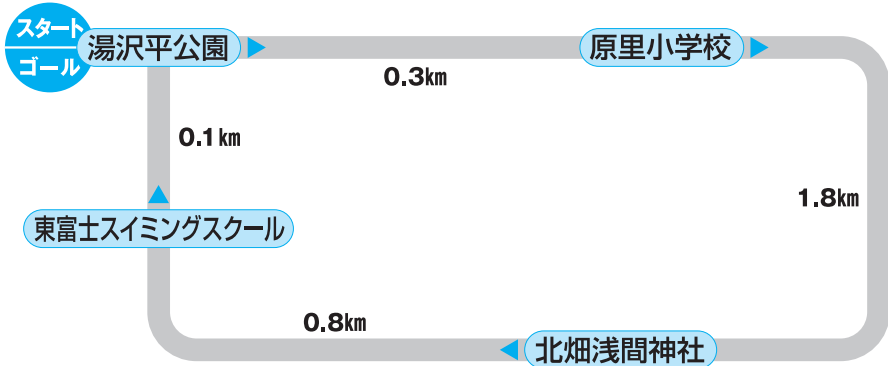 スタート
ゴール
湯沢平公園
原里小学校
0.3km
0.1km
1.8km
東富士スイミングスクール
0.8km
北畑浅間神社